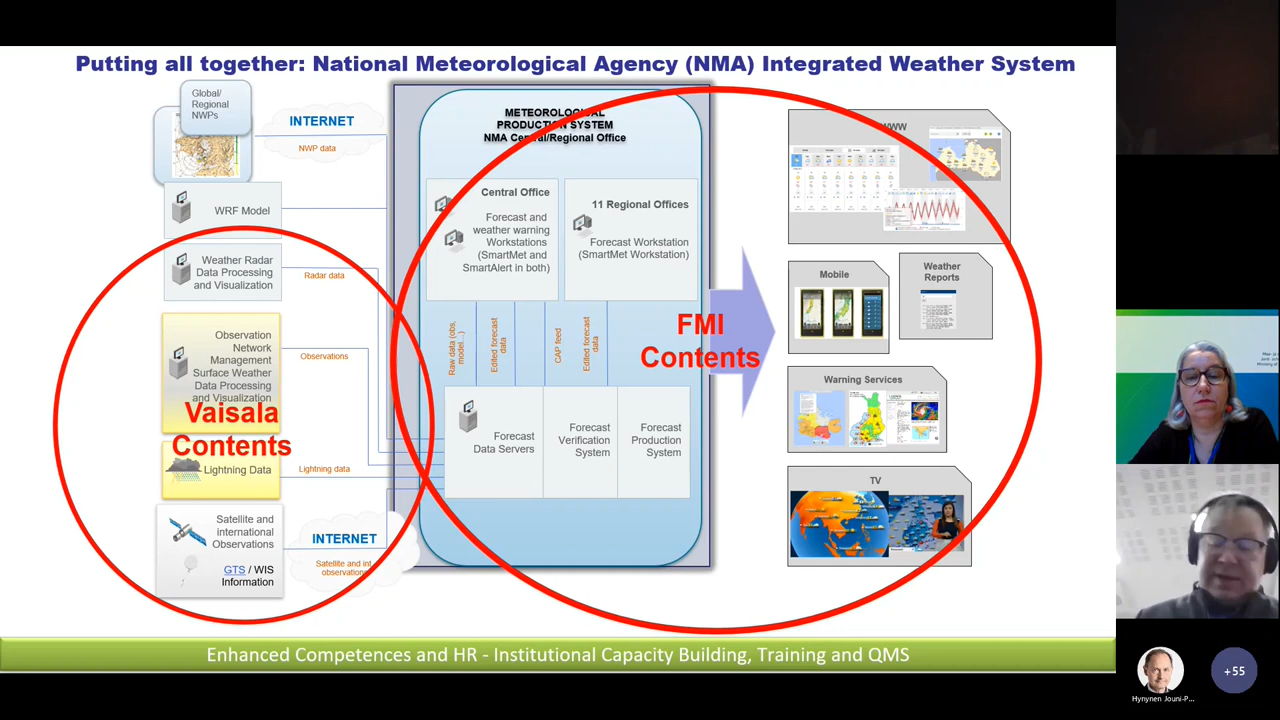 Putting all together: National Meteorological Agency (NMA) Integrated Weather System
Global/
Regional
NWPs
INTERNET
NWP data
WRF Model
Weather Radar
Data Processing
and Visualization
Radar data
Observation
Network
Management
Surface Weather
Data Processing
and Visualization
Observations
Vaisala
Contents
Lightning Data
Lightning data
Satellite and
international
Observations
GTS / WIS
Information
INTERNET
Satellite and int.
observations
METEOROLOGICAL
PRODUCTION SYSTEM
NMA Central/Regional Office
Central Office
Forecast and
weather warning
Workstations
(SmartMet and
SmartAlert in both)
11 Regional Offices
Forecast Workstation
(SmetMet Workstation)
Raw data (obs,
model...)
Edited forecast
data
CAP feed
Edited forecast
data
Forecast
Data Servers
Forecast
Verification
System
Forecast
Production
System
FMI
Contents
WWW
Mobile
Weather
Reports
Warning Services
TV
Enhanced Competences and HR - Institutional Capacity Building, Training and QMS
Hynynen Jouni-P...
+55